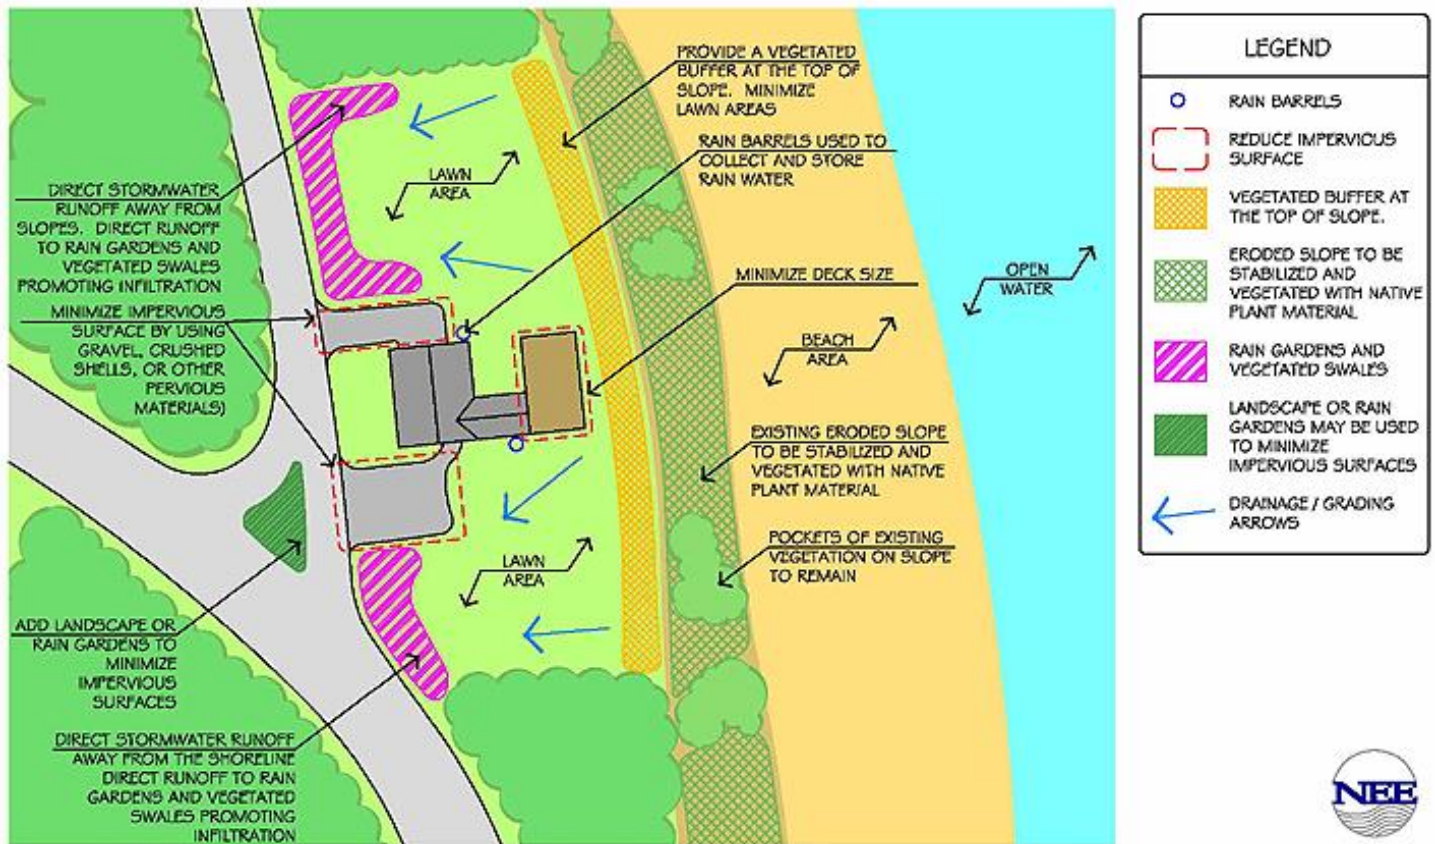 PROVIDE A VEGETATED
BUFFER AT THE TOP OF
SLOPE. MINIMIZE
LAWN AREAS
RAIN BARRELS USED TO
COLLECT AND STORE
RAIN WATER
LAWN
AREA
DIRECT STORMWATER
RUNOFF AWAY FROM
SLOPES. DIRECT RUNOFF
TO RAIN GARDENS AND
VEGETATED SWALES
PROMOTING INFILTRATION
MINIMIZE IMPERVIOUS
SURFACE BY USING
GRAVEL, CRUSHED
SHELLS, OR OTHER
PERVIOUS
MATERIALS)
MINIMIZE DECK SIZE
OPEN
WATER
BEACH
AREA
EXISTING ERODED SLOPE
TO BE STABILIZED AND
VEGETATED WITH NATIVE
PLANT MATERIAL
POCKETS OF EXISTING
VEGETATION ON SLOPE
TO REMAIN
LAWN
AREA
ADD LANDSCAPE OR
RAIN GARDENS TO
MINIMIZE
IMPERVIOUS
SURFACES
DIRECT STORMWATER RUNOFF
AWAY FROM THE SHORELINE
DIRECT RUNOFF TO RAIN
GARDENS AND VEGETATED
SWALES PROMOTING
INFILTRATION
LEGEND
RAIN BARRELS
REDUCE IMPERVIOUS
SURFACE
VEGETATED BUFFER AT
THE TOP OF SLOPE.
ERODED SLOPE TO BE
STABILIZED AND
VEGETATED WITH NATIVE
PLANT MATERIAL
RAIN GARDENS AND
VEGETATED SWALES
LANDSCAPE OR RAIN
GARDENS MAY BE USED
TO MINIMIZE
IMPERVIOUS SURFACES
DRAINAGE / GRADING
ARROWS
NEE